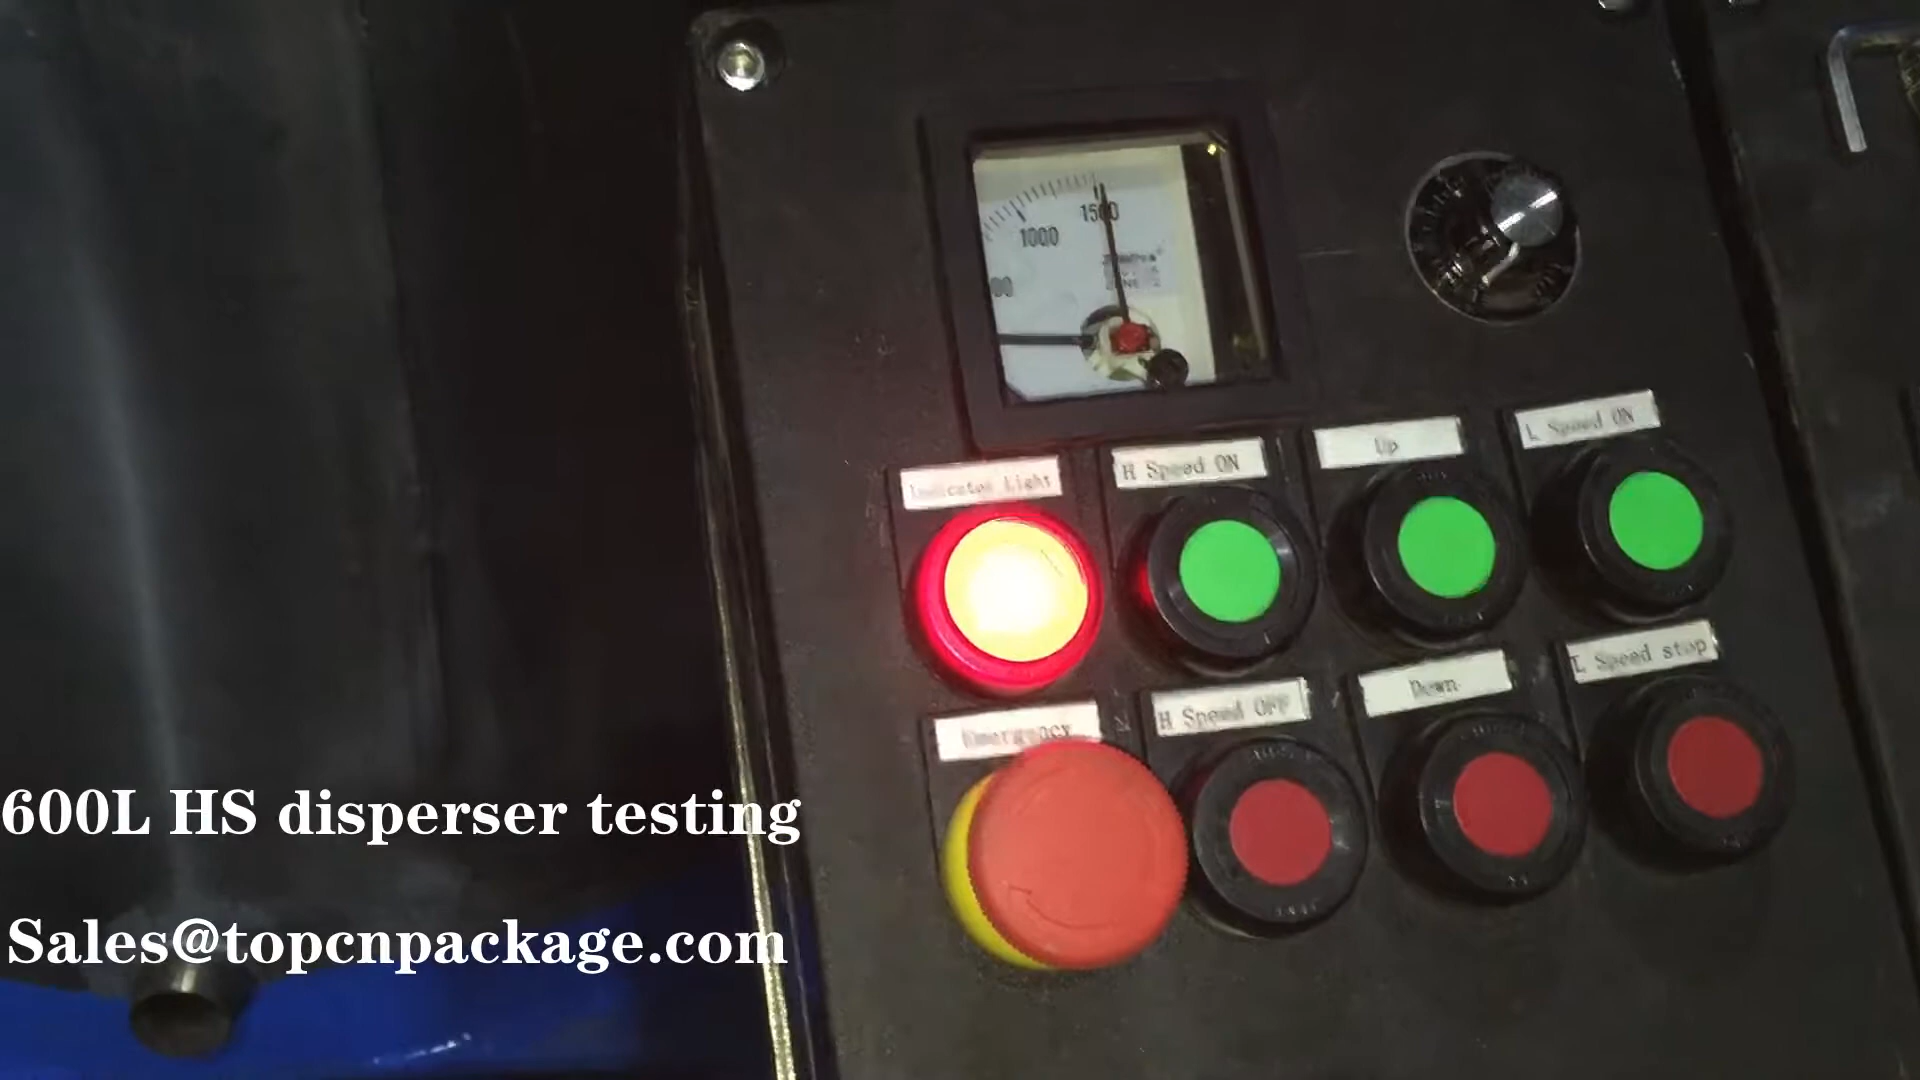 1500
1000
L Speed ON
Up
H Speed ON
Indicator Light
L Speed stop
Down
H Speed OFF
Emergency
600L HS disperser testing
Sales@topcnpackage.com